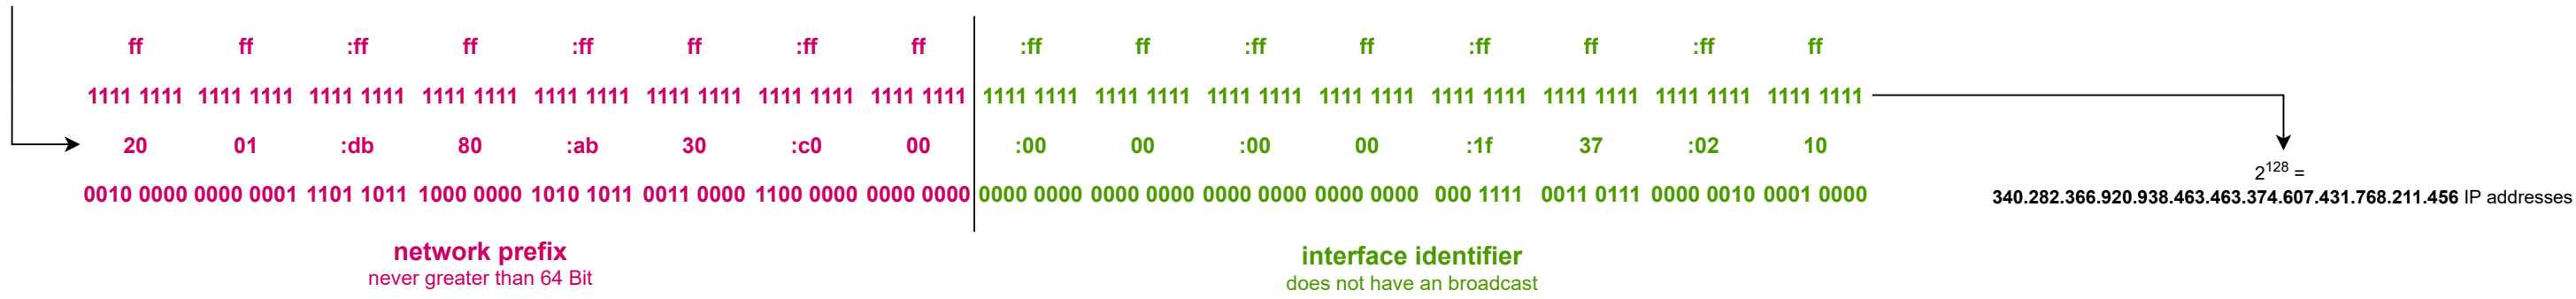 ff ff :ff ff :ff ff :ff ff :ff ff :ff ff :ff ff :ff ff
1111 1111 1111 1111 1111 1111 1111 1111 1111 1111 1111 1111 1111 1111 1111 1111 1111 1111 1111 1111 1111 1111 1111 1111 1111 1111 1111 1111 1111 1111 1111 1111
20 01 :db 80 :ab 30 :c0 00 :00 00 :00 00 :1f 37 :02 10
0010 0000 0000 0001 1101 1011 1000 0000 1010 1011 0011 0000 1100 0000 0000 0000 0000 0000 0000 0000 0000 0000 0000 0000 000 1111 0011 0111 0000 0010 0001 0000
2^128 =
340.282.366.920.938.463.463.374.607.431.768.211.456 IP addresses
network prefix
never greater than 64 Bit
interface identifier
does not have an broadcast